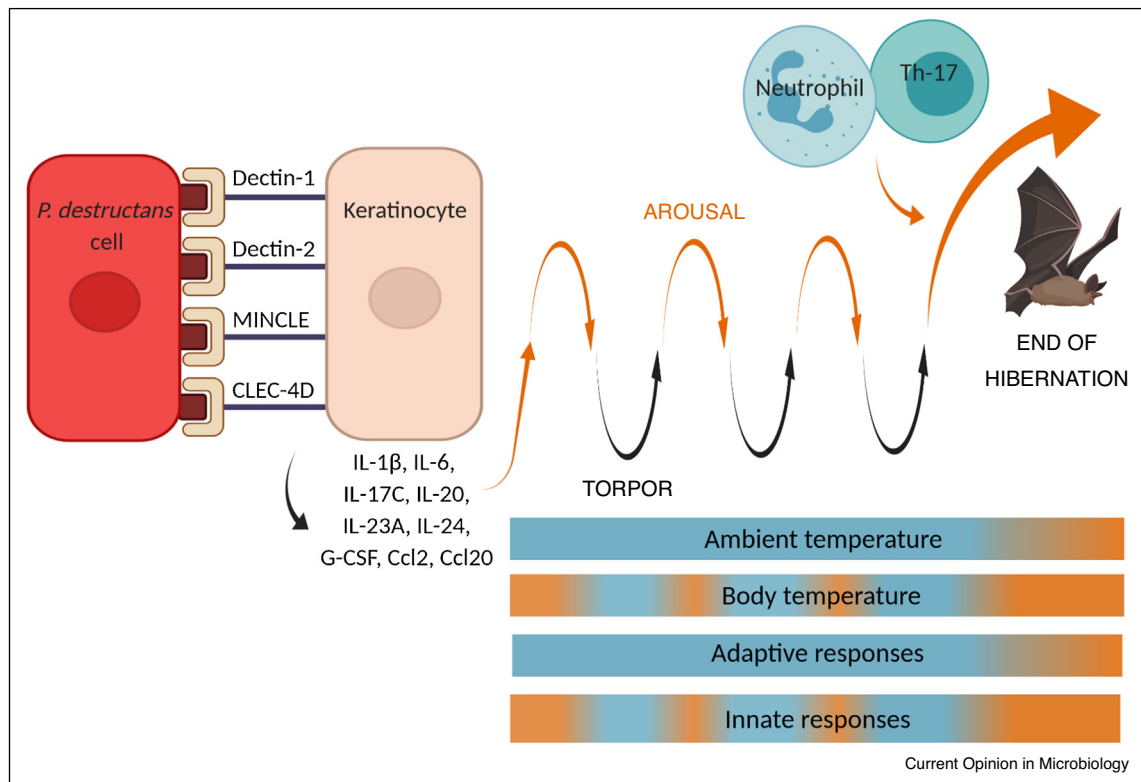 Neutrophil
Th-17
P. destructans
cell
Dectin-1
Dectin-2
MINCLE
CLEC-4D
Keratinocyte
AROUSAL
END OF
HIBERNATION
IL-1β, IL-6,
IL-17C, IL-20,
IL-23A, IL-24,
G-CSF, Ccl2, Ccl20
TORPOR
Ambient temperature
Body temperature
Adaptive responses
Innate responses
Current Opinion in Microbiology